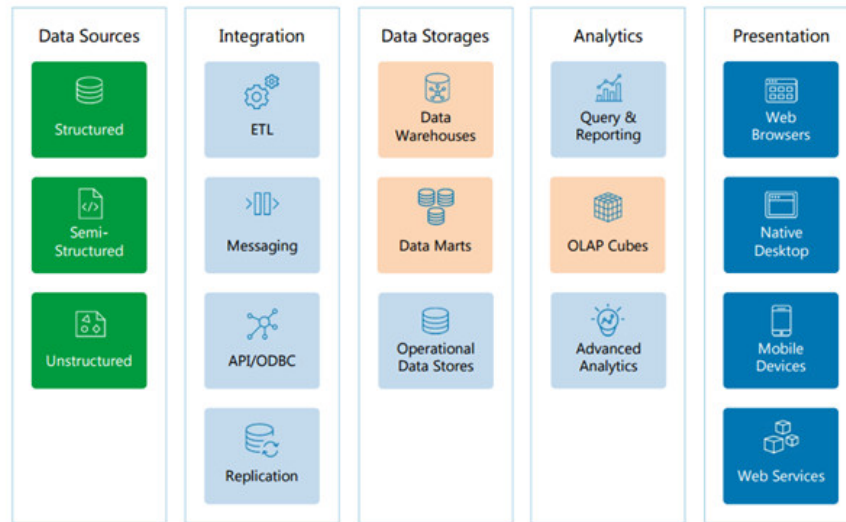 Data Sources
Structured
Semi-
Structured
Unstructured
Integration
ETL
Messaging
API/ODBC
Replication
Data Storages
Data
Warehouses
Data Marts
Operational
Data Stores
Analytics
Query &
Reporting
OLAP Cubes
Advanced
Analytics
Presentation
Web
Browsers
Native
Desktop
Mobile
Devices
Web Services